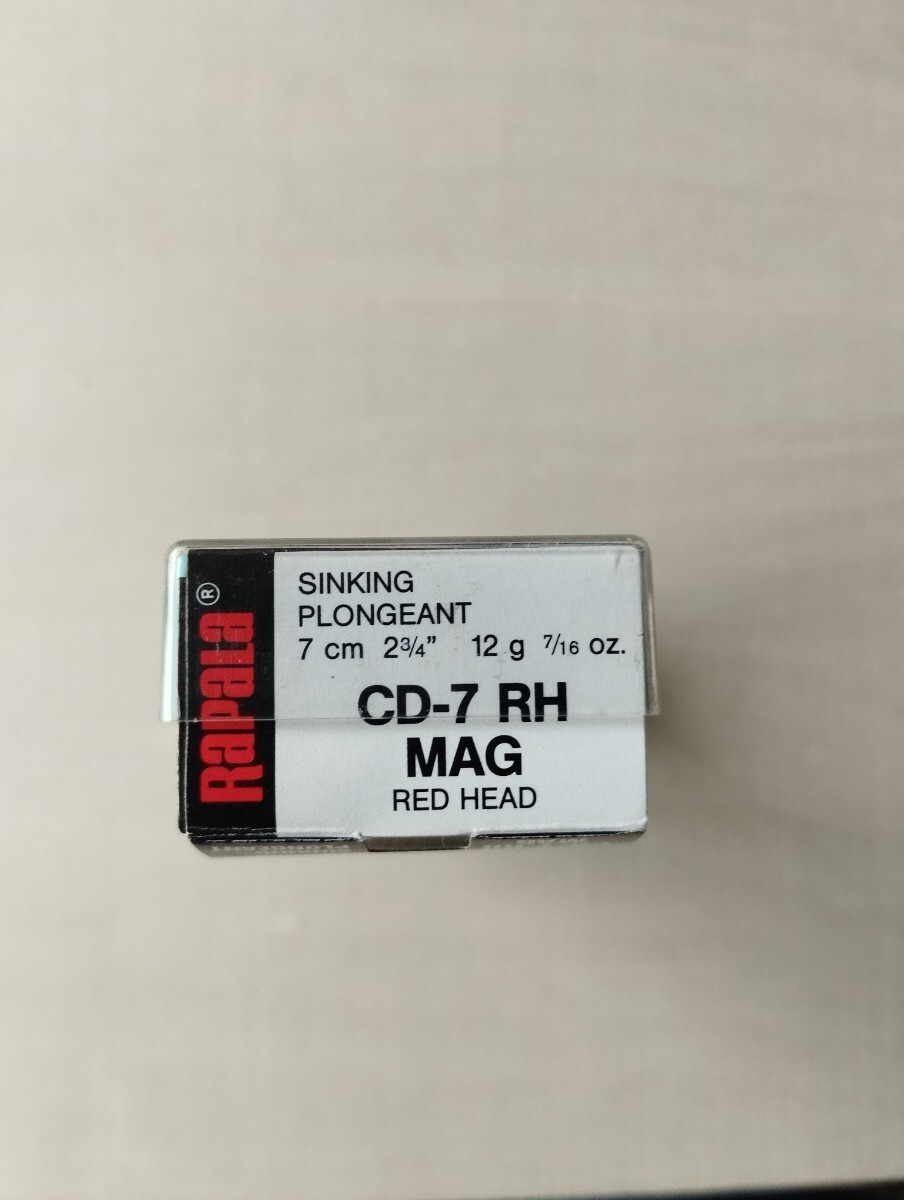 RAPALA®
SINKING
PLONGEANT
7 cm 2¾” 12 g 7/16 oz.
CD-7 RH
MAG
RED HEAD